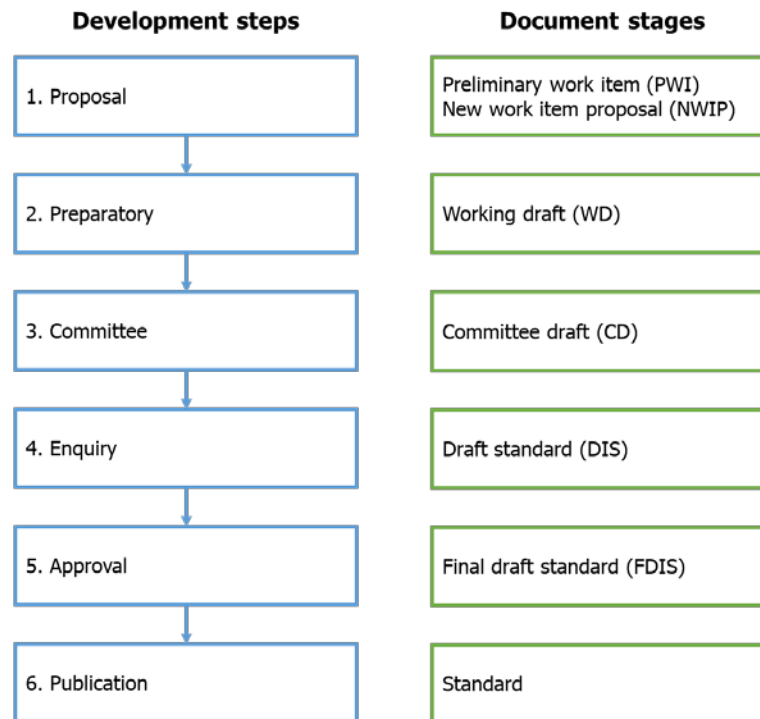 Development steps
Document stages
1. Proposal
Preliminary work item (PWI)
New work item proposal (NWIP)
2. Preparatory
Working draft (WD)
3. Committee
Committee draft (CD)
4. Enquiry
Draft standard (DIS)
5. Approval
Final draft standard (FDIS)
6. Publication
Standard